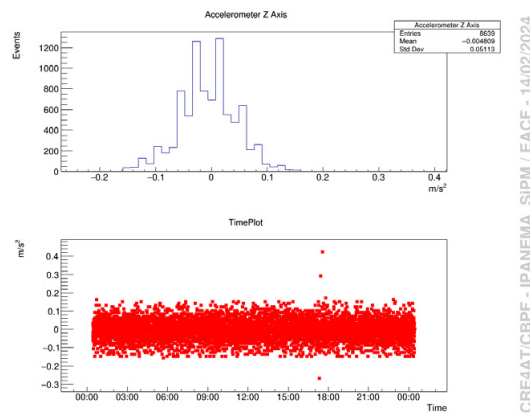 Accelerometer Z Axis
Accelerometer Z Axis
Entries 8639
Mean −0.004809
Std Dev 0.05113
Events
1200
1000
800
600
400
200
0
−0.2 −0.1 0 0.1 0.2 0.3 0.4
m/s²
TimePlot
m/s²
0.4
0.3
0.2
0.1
0
−0.1
−0.2
−0.3
00:00 03:00 06:00 09:00 12:00 15:00 18:00 21:00 00:00
Time
CRE4AT/CBPF - IPANEMA_SiPM / EACF - 14/02/2024